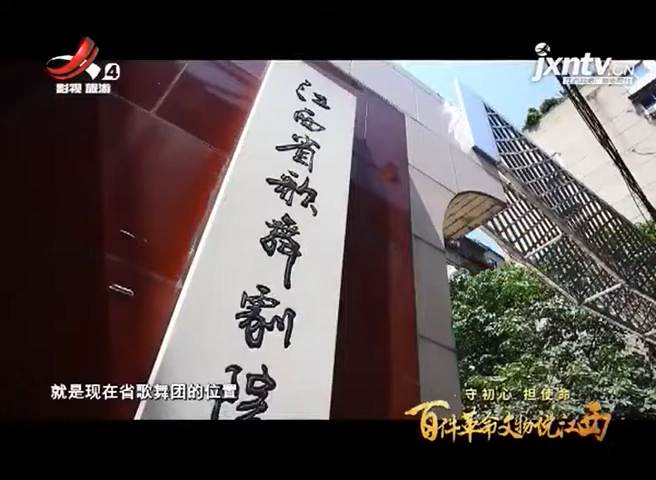 4
影视 旅游
jxntv.CN
江西省歌舞剧院
就是现在省歌舞团的位置
守初心 担使命
百件革命文物说江西